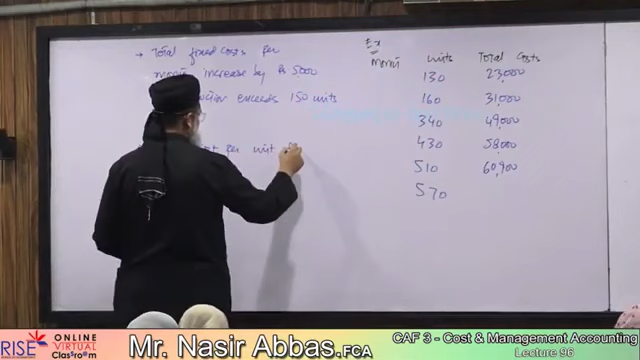 → Total fixed costs per
month increase by Rs 5000
exceeds 150 units
per unit
Ex
Month units Total Costs
130 23,000
160 31,000
340 49,000
430 58,000
510 60,900
570
RISE ONLINE VIRTUAL Classroom
Mr. Nasir Abbas.FCA
CAF 3 - Cost & Management Accounting
Lecture 96